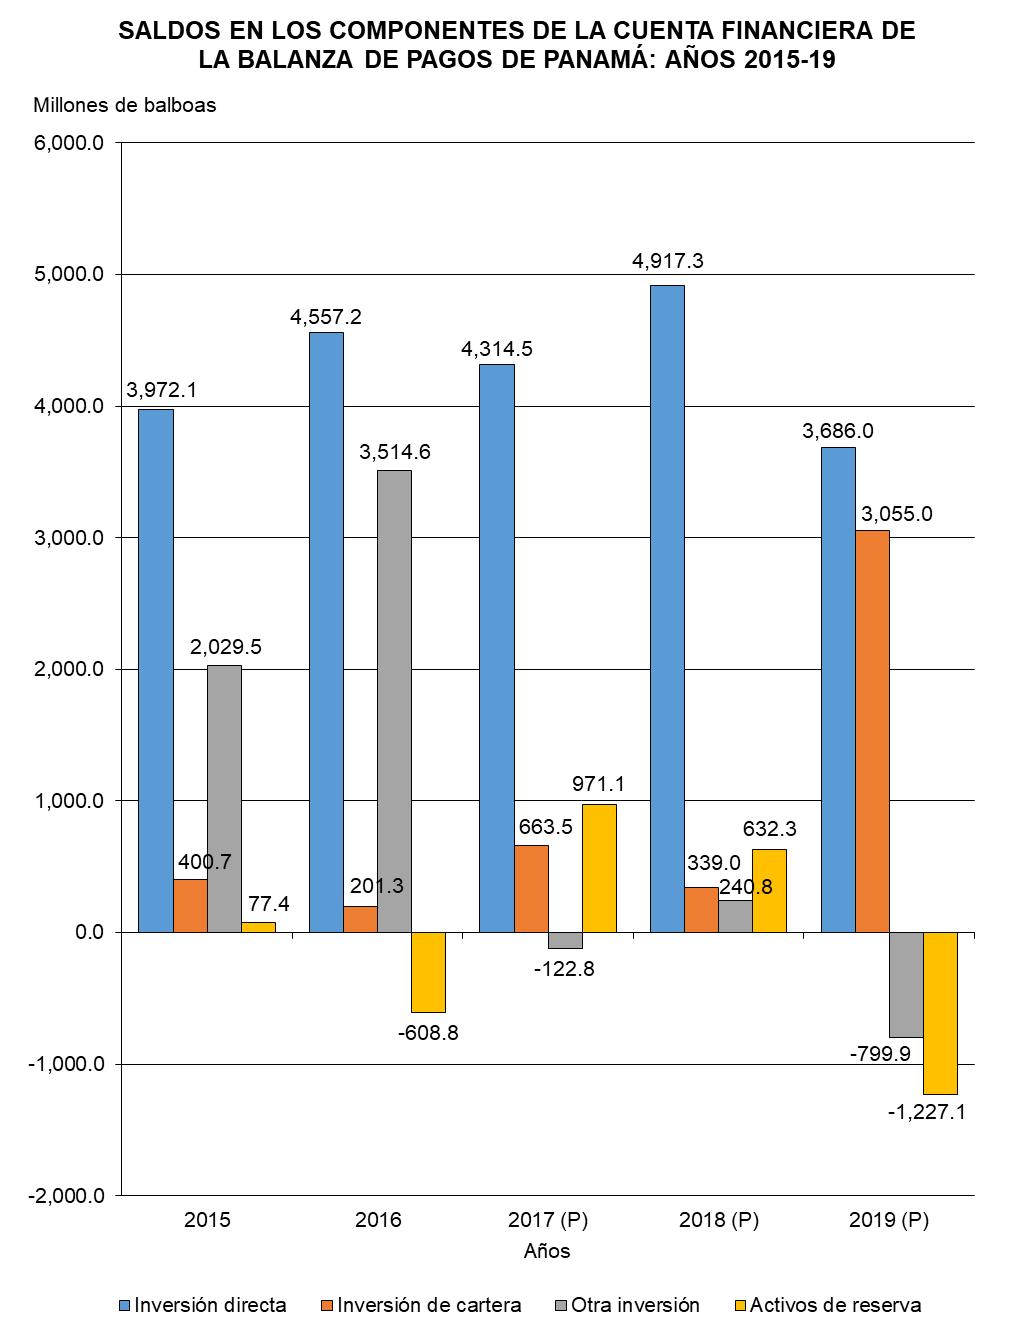 SALDOS EN LOS COMPONENTES DE LA CUENTA FINANCIERA DE
LA BALANZA DE PAGOS DE PANAMÁ: AÑOS 2015-19
Millones de balboas
6,000.0
5,000.0
4,000.0
3,000.0
2,000.0
1,000.0
0.0
-1,000.0
-2,000.0
3,972.1
400.7
2,029.5
77.4
4,557.2
201.3
3,514.6
-608.8
4,314.5
663.5
-122.8
971.1
4,917.3
339.0
240.8
632.3
3,686.0
3,055.0
-799.9
-1,227.1
2015
2016
2017 (P)
2018 (P)
2019 (P)
Años
Inversión directa
Inversión de cartera
Otra inversión
Activos de reserva